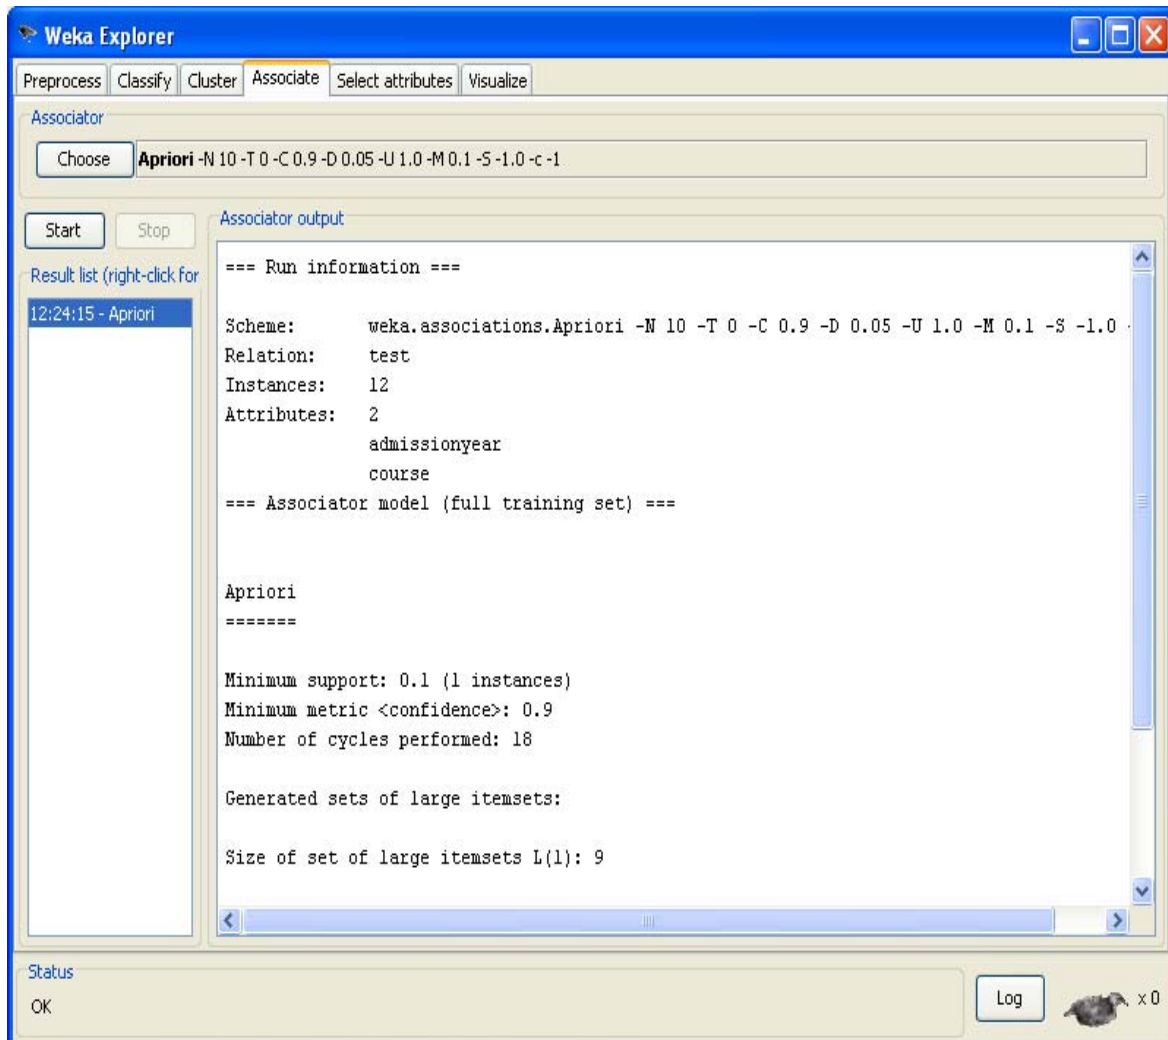 Weka Explorer
Preprocess Classify Cluster Associate Select attributes Visualize
Associator
Choose Apriori -N 10 -T 0 -C 0.9 -D 0.05 -U 1.0 -M 0.1 -S -1.0 -c -1
Start Stop
Result list (right-click for
12:24:15 - Apriori
Associator output
=== Run information ===
Scheme: weka.associations.Apriori -N 10 -T 0 -C 0.9 -D 0.05 -U 1.0 -M 0.1 -S -1.0 -
Relation: test
Instances: 12
Attributes: 2
admissionyear
course
=== Associator model (full training set) ===
Apriori
=======
Minimum support: 0.1 (1 instances)
Minimum metric <confidence>: 0.9
Number of cycles performed: 18
Generated sets of large itemsets:
Size of set of large itemsets L(1): 9
Status
OK
Log
x 0